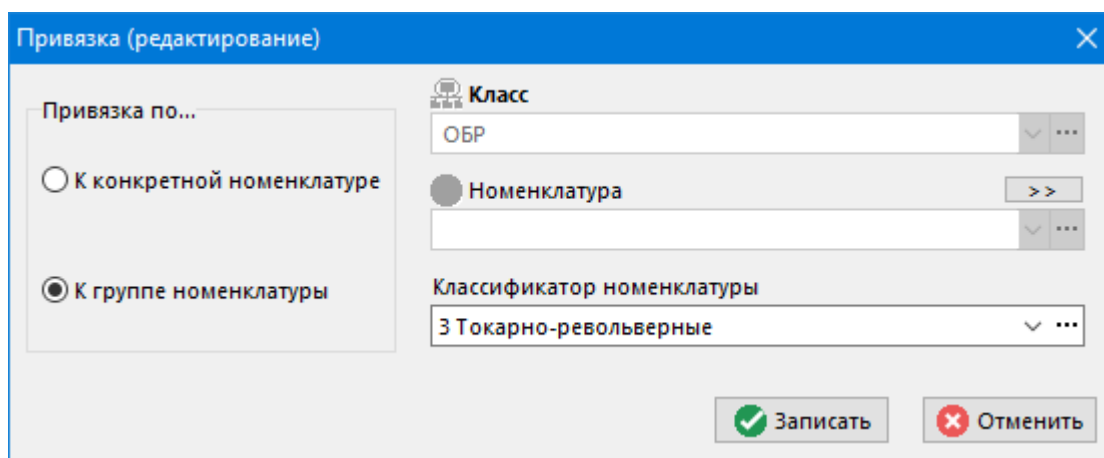 Привязка (редактирование)
Привязка по...
К конкретной номенклатуре
К группе номенклатуры
Класс
ОБР
Номенклатура
>>
Классификатор номенклатуры
3 Токарно-револьверные
Записать
Отменить